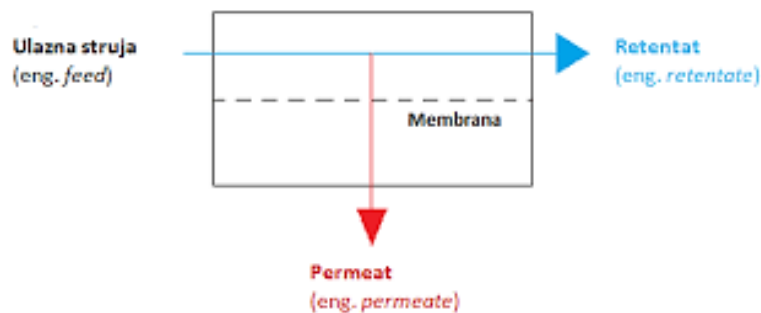 Ulazna struja
(eng. feed)
Retentat
(eng. retentate)
Membrana
Permeat
(eng. permeate)